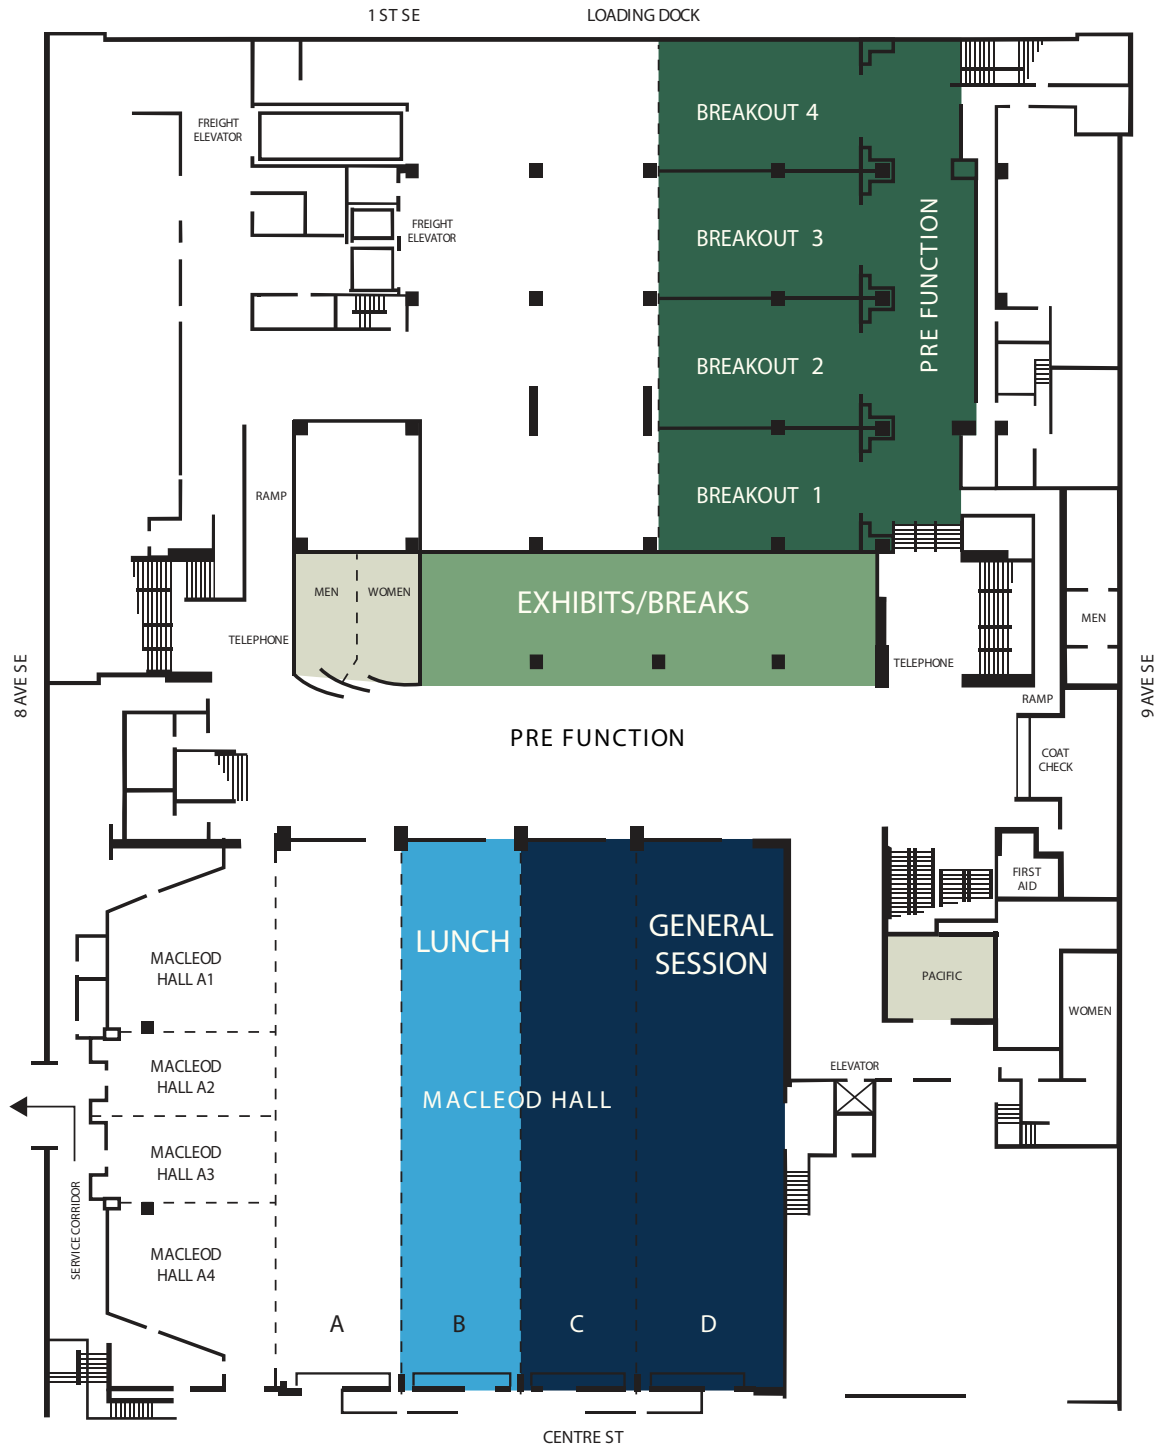 1 ST SE
LOADING DOCK
BREAKOUT 4
FREIGHT
ELEVATOR
FREIGHT
ELEVATOR
BREAKOUT 3
PRE FUNCTION
BREAKOUT 2
RAMP
BREAKOUT 1
MEN
WOMEN
EXHIBITS/BREAKS
MEN
TELEPHONE
TELEPHONE
8 AVE SE
9 AVE SE
RAMP
PRE FUNCTION
COAT
CHECK
FIRST
AID
LUNCH
GENERAL
SESSION
MACLEOD
HALL A1
PACIFIC
WOMEN
MACLEOD
HALL A2
ELEVATOR
MACLEOD HALL
MACLEOD
HALL A3
SERVICE CORRIDOR
MACLEOD
HALL A4
A
B
C
D
CENTRE ST